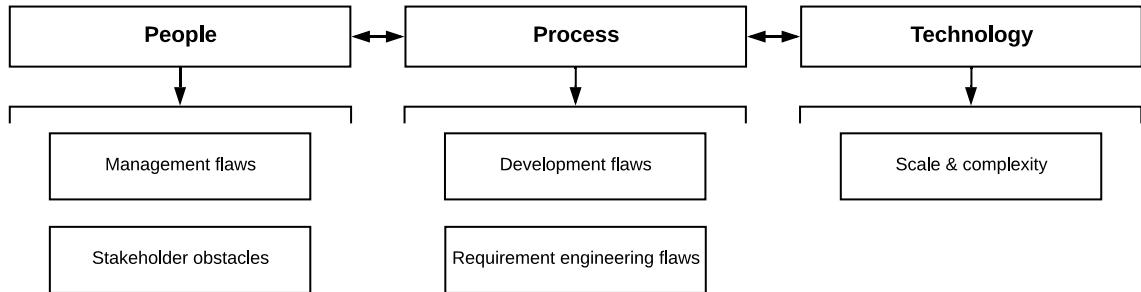 People
Process
Technology
Management flaws
Development flaws
Scale & complexity
Stakeholder obstacles
Requirement engineering flaws